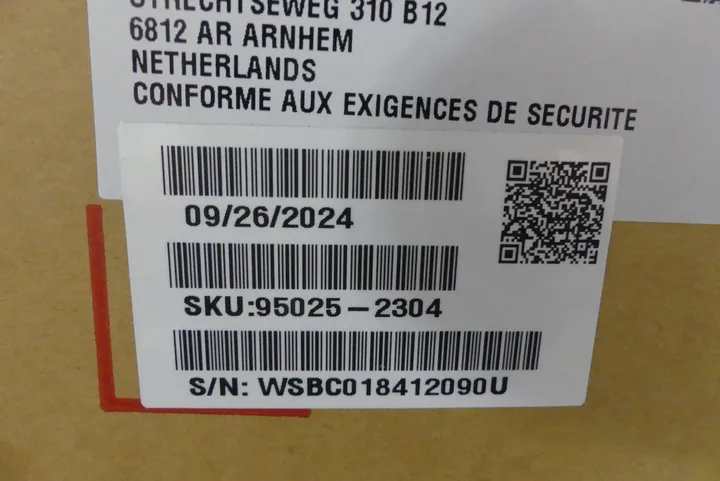 UTRECHTSEWEG 310 B12
6812 AR ARNHEM
NETHERLANDS
CONFORME AUX EXIGENCES DE SECURITE
09/26/2024
SKU:95025-2304
S/N: WSBC018412090U